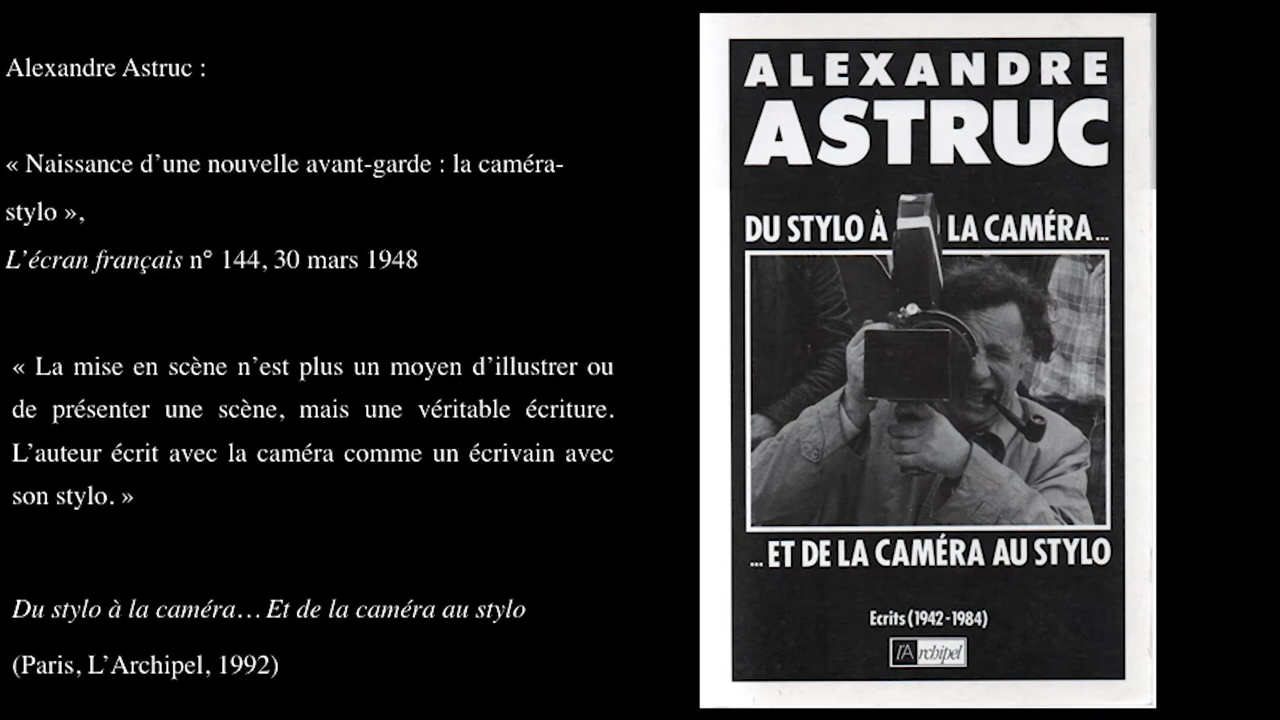 Alexandre Astruc :
« Naissance d’une nouvelle avant-garde : la caméra-
stylo »,
L’écran français n° 144, 30 mars 1948
« La mise en scène n’est plus un moyen d’illustrer ou
de présenter une scène, mais une véritable écriture.
L’auteur écrit avec la caméra comme un écrivain avec
son stylo. »
Du stylo à la caméra… Et de la caméra au stylo
(Paris, L’Archipel, 1992)
ALEXANDRE
ASTRUC
DU STYLO À LA CAMÉRA...
... ET DE LA CAMÉRA AU STYLO
Ecrits (1942-1984)
l'Archipel